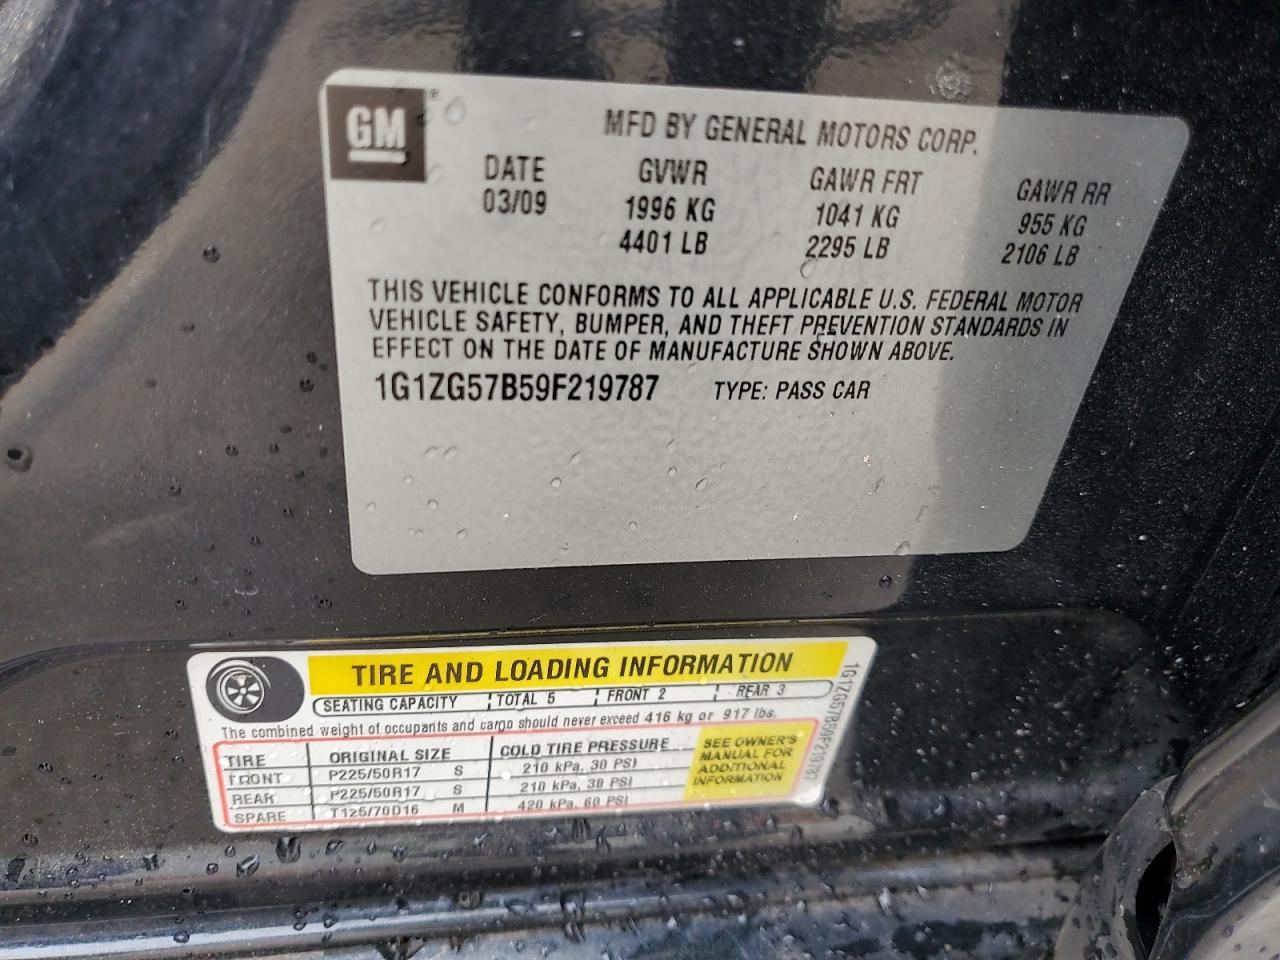 GM ®
MFD BY GENERAL MOTORS CORP.
DATE GVWR GAWR FRT GAWR RR
03/09 1996 KG 1041 KG 955 KG
4401 LB 2295 LB 2106 LB
THIS VEHICLE CONFORMS TO ALL APPLICABLE U.S. FEDERAL MOTOR
VEHICLE SAFETY, BUMPER, AND THEFT PREVENTION STANDARDS IN
EFFECT ON THE DATE OF MANUFACTURE SHOWN ABOVE.
1G1ZG57B59F219787 TYPE: PASS CAR
TIRE AND LOADING INFORMATION
SEATING CAPACITY TOTAL 5 FRONT 2 REAR 3
The combined weight of occupants and cargo should never exceed 416 kg or 917 lbs.
TIRE ORIGINAL SIZE COLD TIRE PRESSURE
FRONT P225/50R17 S 210 kPa, 30 PSI
REAR P225/50R17 S 210 kPa, 30 PSI
SPARE T125/70D16 M 420 kPa, 60 PSI
SEE OWNER'S
MANUAL FOR
ADDITIONAL
INFORMATION
1G1ZG57B59F219787